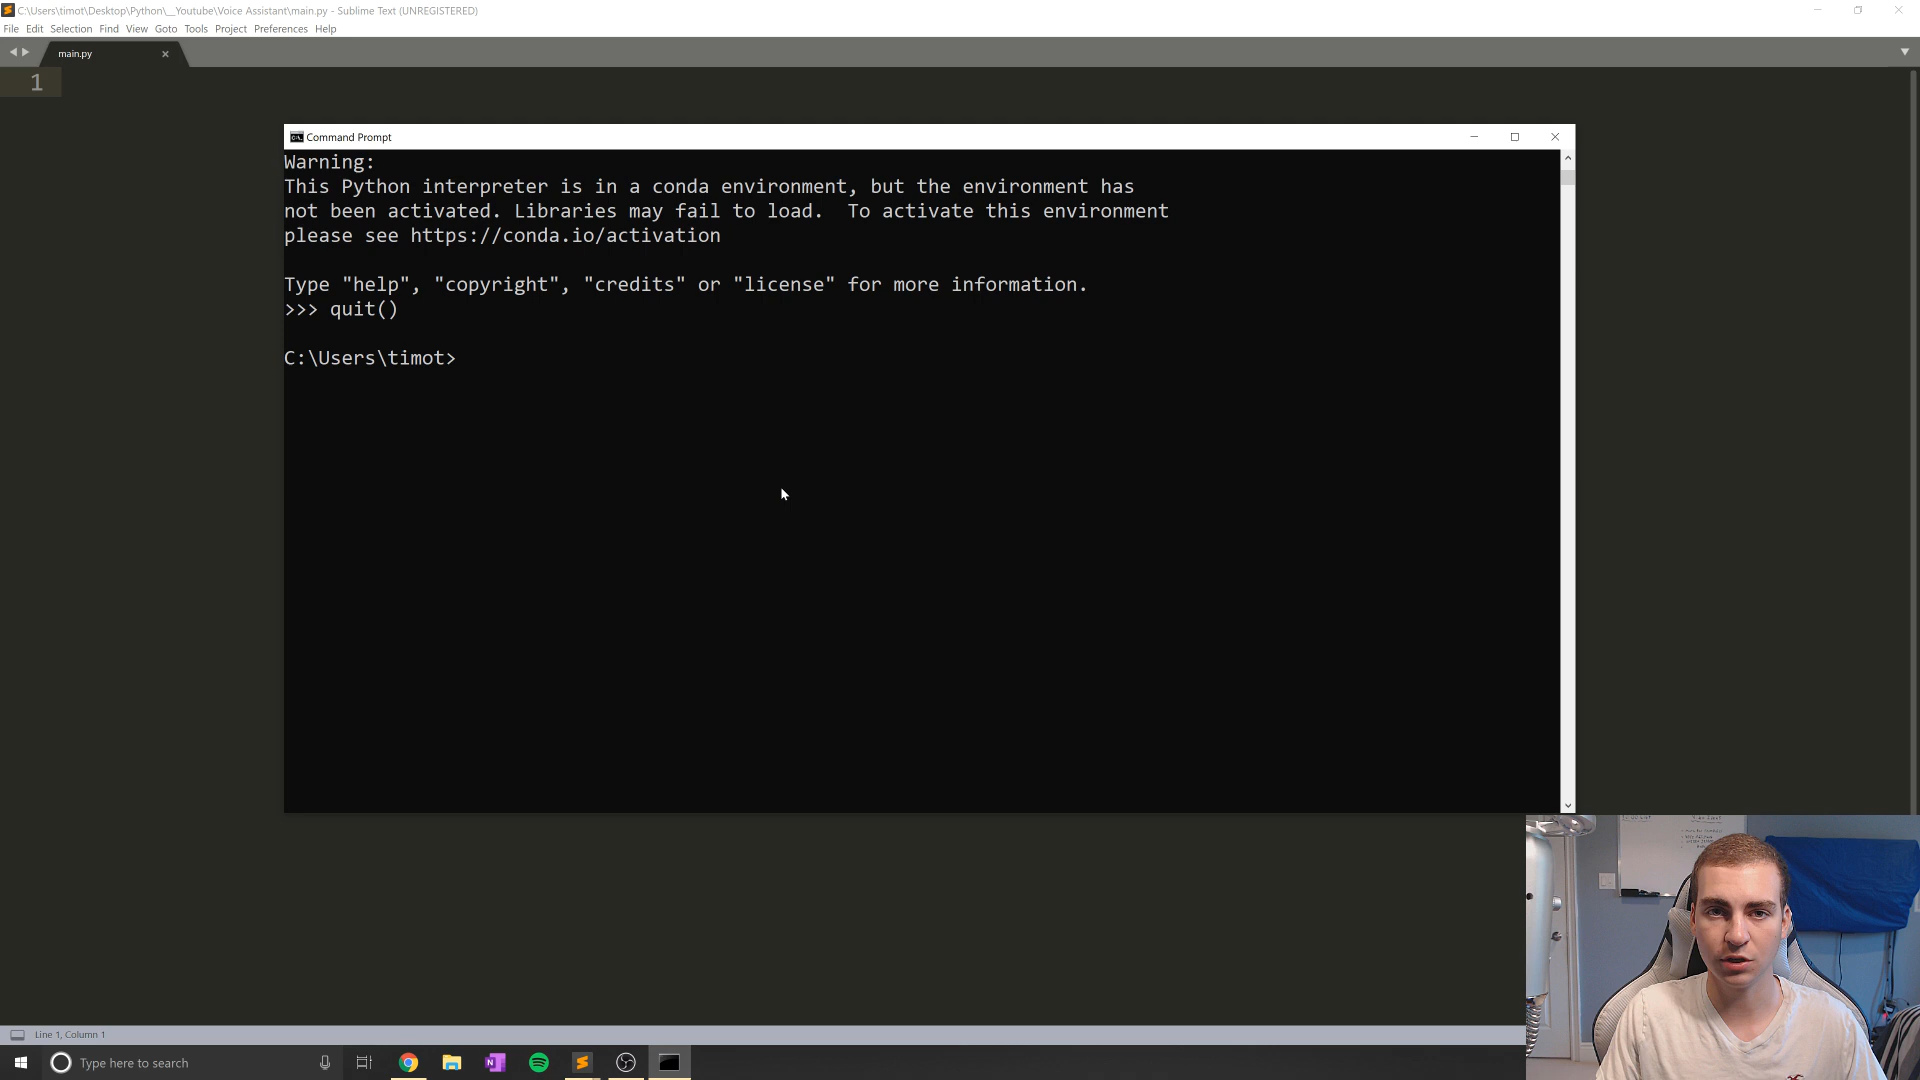 C:\Users\timot\Desktop\Python\__Youtube\Voice Assistant\main.py - Sublime Text (UNREGISTERED)
File Edit Selection Find View Goto Tools Project Preferences Help
main.py
1
Command Prompt
Warning:
This Python interpreter is in a conda environment, but the environment has
not been activated. Libraries may fail to load.  To activate this environment
please see https://conda.io/activation
Type "help", "copyright", "credits" or "license" for more information.
>>> quit()
C:\Users\timot>
Line 1, Column 1
Type here to search